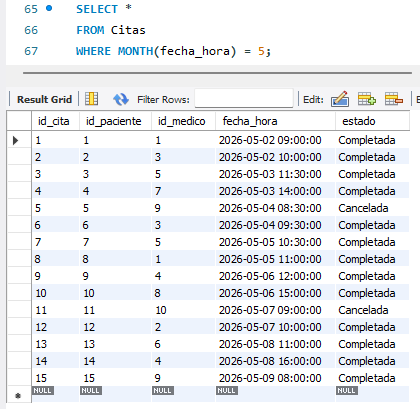 65 SELECT *
66 FROM Citas
67 WHERE MONTH(fecha_hora) = 5;
Result Grid Filter Rows: Edit:
id_cita id_paciente id_medico fecha_hora estado
1 1 1 2026-05-02 09:00:00 Completada
2 2 3 2026-05-02 10:00:00 Completada
3 3 5 2026-05-03 11:30:00 Completada
4 4 7 2026-05-03 14:00:00 Completada
5 5 9 2026-05-04 08:30:00 Cancelada
6 6 3 2026-05-04 09:30:00 Completada
7 7 5 2026-05-05 10:30:00 Completada
8 8 1 2026-05-05 11:00:00 Completada
9 9 4 2026-05-06 12:00:00 Completada
10 10 8 2026-05-06 15:00:00 Completada
11 11 10 2026-05-07 09:00:00 Cancelada
12 12 2 2026-05-07 10:00:00 Completada
13 13 6 2026-05-08 11:00:00 Completada
14 14 4 2026-05-08 16:00:00 Completada
15 15 9 2026-05-09 08:00:00 Completada
NULL NULL NULL NULL NULL